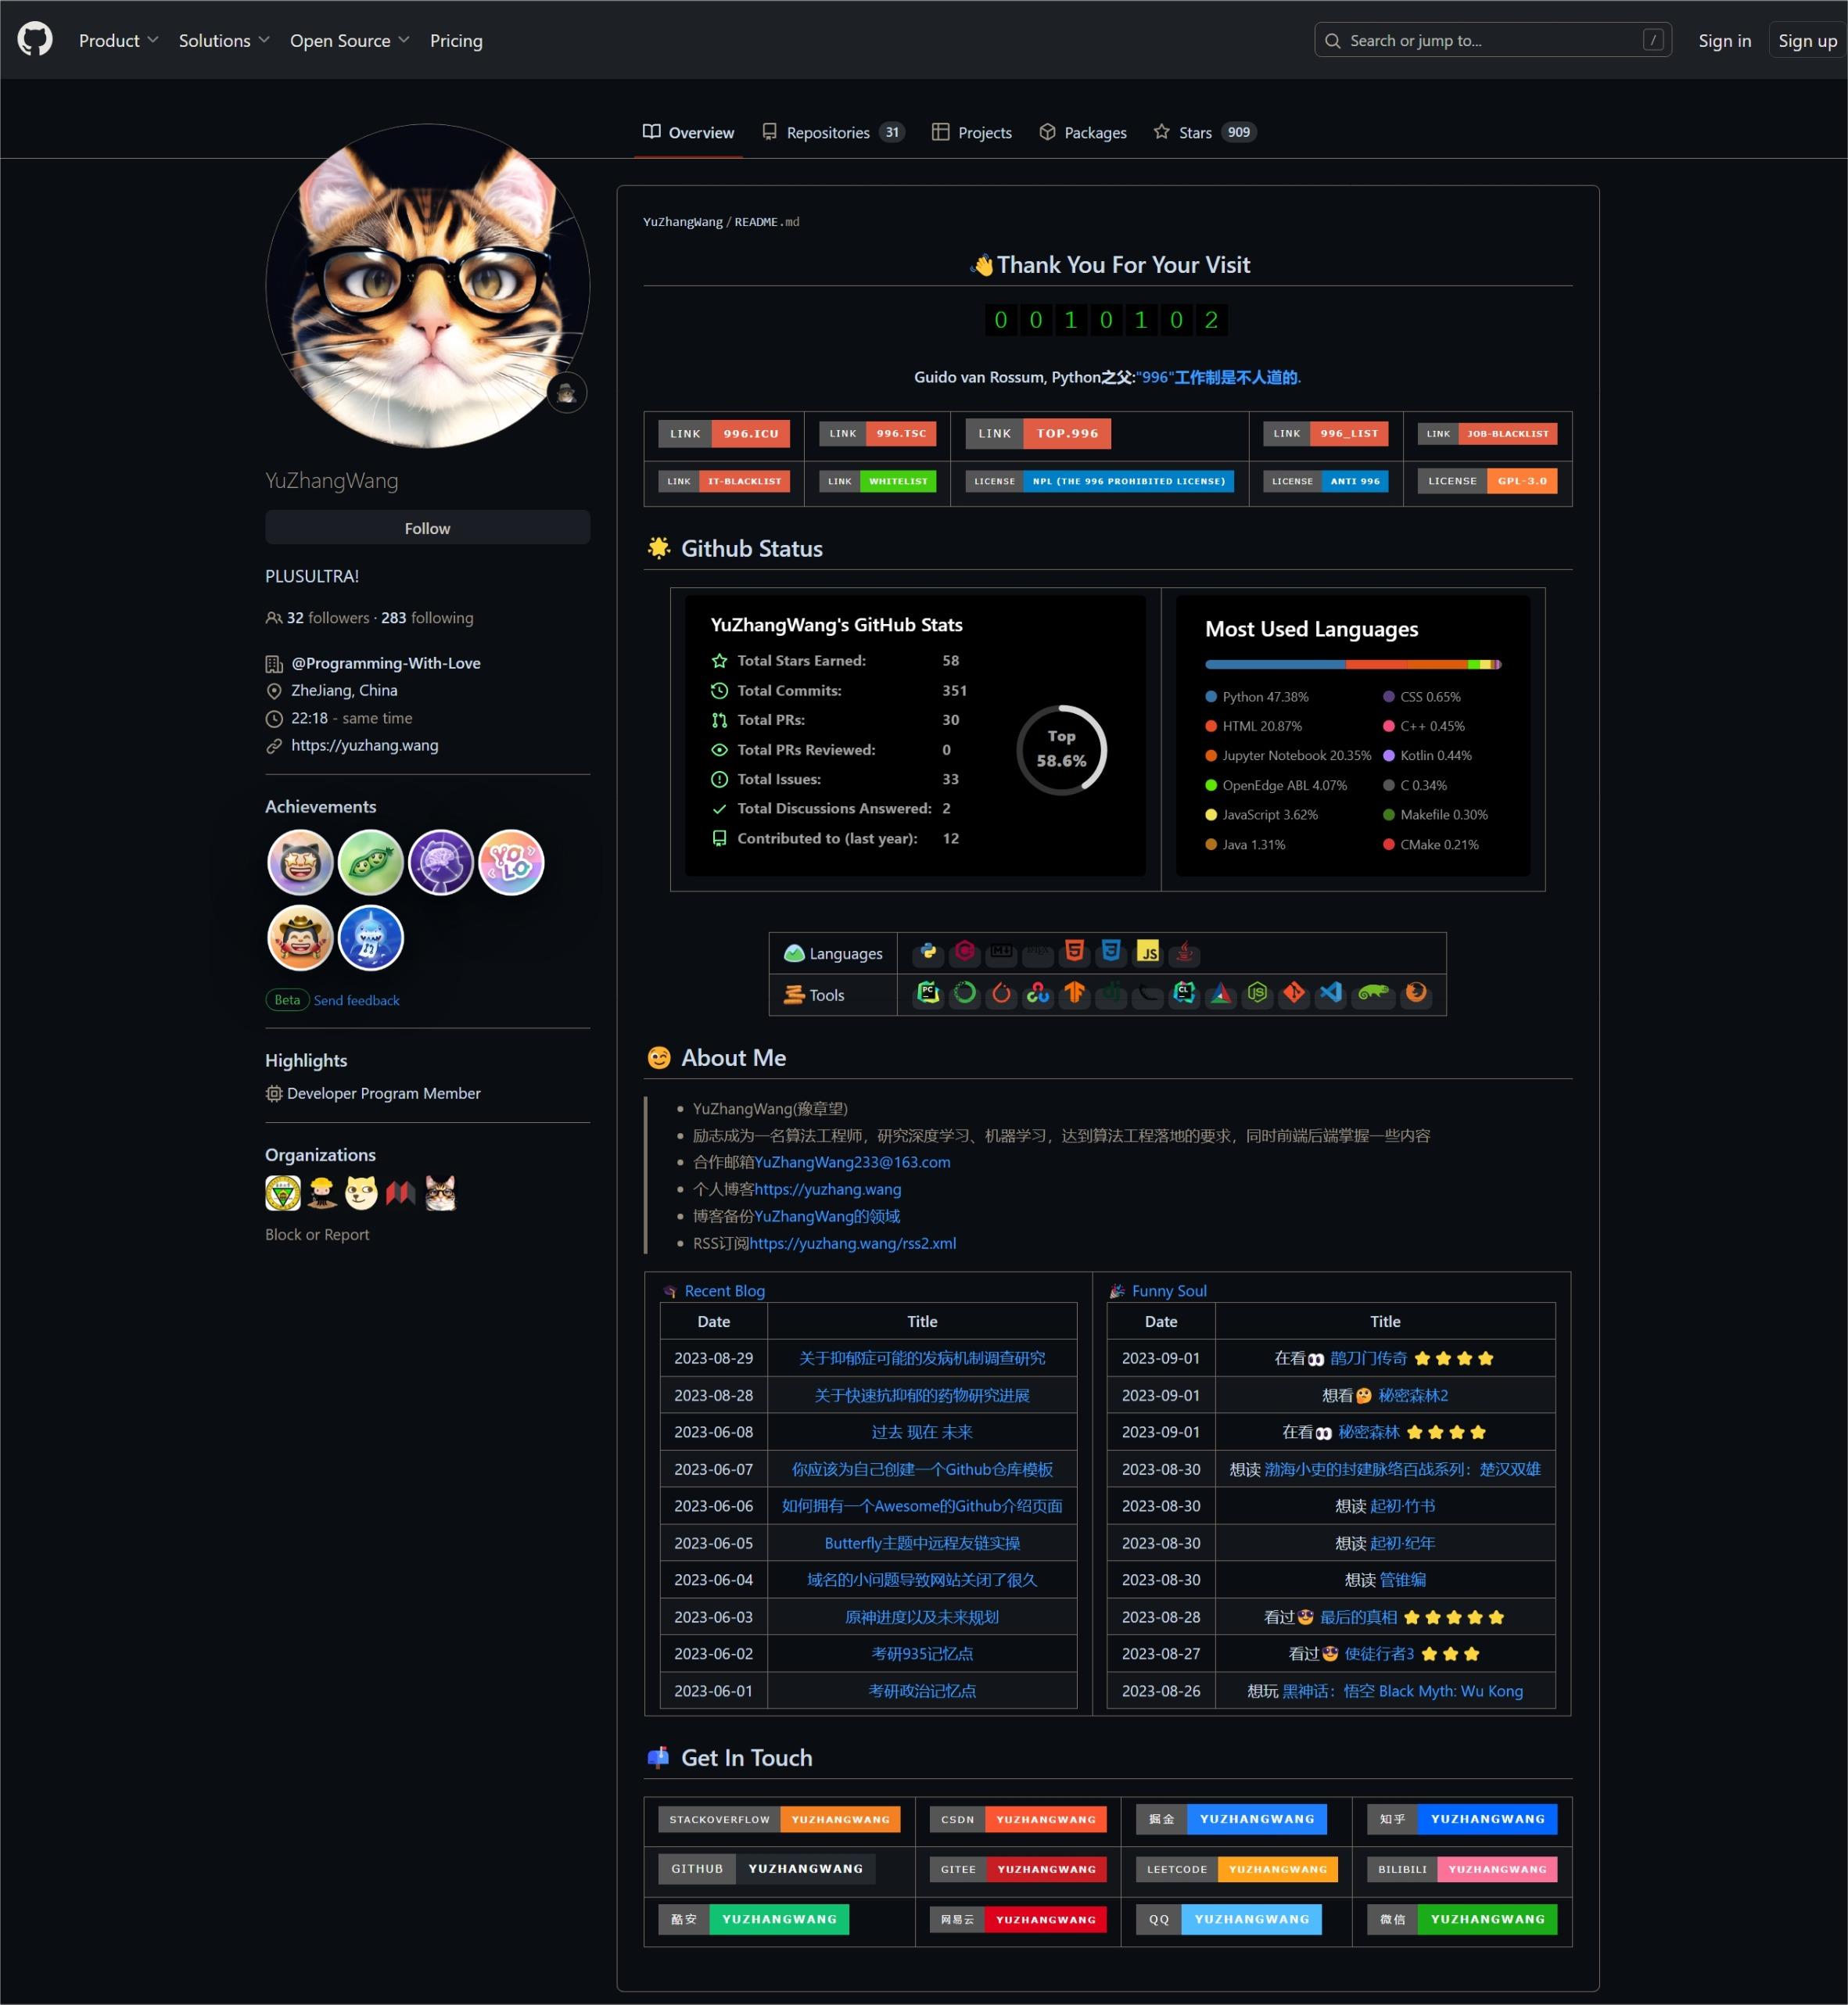 Product Solutions Open Source Pricing Search or jump to... / Sign in Sign up
Overview Repositories 31 Projects Packages Stars 909
YuZhangWang
Follow
PLUSULTRA!
32 followers · 283 following
@Programming-With-Love
ZheJiang, China
22:18 - same time
https://yuzhang.wang
Achievements
YOLO
Beta Send feedback
Highlights
Developer Program Member
Organizations
Block or Report
YuZhangWang / README.md
Thank You For Your Visit
0 0 1 0 1 0 2
Guido van Rossum, Python之父:"996"工作制是不人道的.
LINK 996.ICU LINK 996.TSC LINK TOP.996 LINK 996_LIST LINK JOB-BLACKLIST
LINK IT-BLACKLIST LINK WHITELIST LICENSE NPL (THE 996 PROHIBITED LICENSE) LICENSE ANTI 996 LICENSE GPL-3.0
Github Status
YuZhangWang's GitHub Stats
Total Stars Earned: 58
Total Commits: 351
Total PRs: 30
Total PRs Reviewed: 0
Total Issues: 33
Total Discussions Answered: 2
Contributed to (last year): 12
Top
58.6%
Most Used Languages
Python 47.38% CSS 0.65%
HTML 20.87% C++ 0.45%
Jupyter Notebook 20.35% Kotlin 0.44%
OpenEdge ABL 4.07% C 0.34%
JavaScript 3.62% Makefile 0.30%
Java 1.31% CMake 0.21%
Languages JS
Tools PC CL
About Me
YuZhangWang(豫章望)
励志成为一名算法工程师，研究深度学习、机器学习，达到算法工程落地的要求，同时前端后端掌握一些内容
合作邮箱YuZhangWang233@163.com
个人博客https://yuzhang.wang
博客备份YuZhangWang的领域
RSS订阅https://yuzhang.wang/rss2.xml
Recent Blog
Date Title
2023-08-29 关于抑郁症可能的发病机制调查研究
2023-08-28 关于快速抗抑郁的药物研究进展
2023-06-08 过去 现在 未来
2023-06-07 你应该为自己创建一个Github仓库模板
2023-06-06 如何拥有一个Awesome的Github介绍页面
2023-06-05 Butterfly主题中远程友链实操
2023-06-04 域名的小问题导致网站关闭了很久
2023-06-03 原神进度以及未来规划
2023-06-02 考研935记忆点
2023-06-01 考研政治记忆点
Funny Soul
Date Title
2023-09-01 在看👀 鹊刀门传奇 ⭐⭐⭐⭐
2023-09-01 想看🤔 秘密森林2
2023-09-01 在看👀 秘密森林 ⭐⭐⭐⭐
2023-08-30 想读 渤海小吏的封建脉络百战系列：楚汉双雄
2023-08-30 想读 起初·竹书
2023-08-30 想读 起初·纪年
2023-08-30 想读 管锥编
2023-08-28 看过😎 最后的真相 ⭐⭐⭐⭐⭐
2023-08-27 看过😎 使徒行者3 ⭐⭐⭐
2023-08-26 想玩 黑神话：悟空 Black Myth: Wu Kong
Get In Touch
STACKOVERFLOW YUZHANGWANG CSDN YUZHANGWANG 掘金 YUZHANGWANG 知乎 YUZHANGWANG
GITHUB YUZHANGWANG GITEE YUZHANGWANG LEETCODE YUZHANGWANG BILIBILI YUZHANGWANG
酷安 YUZHANGWANG 网易云 YUZHANGWANG QQ YUZHANGWANG 微信 YUZHANGWANG